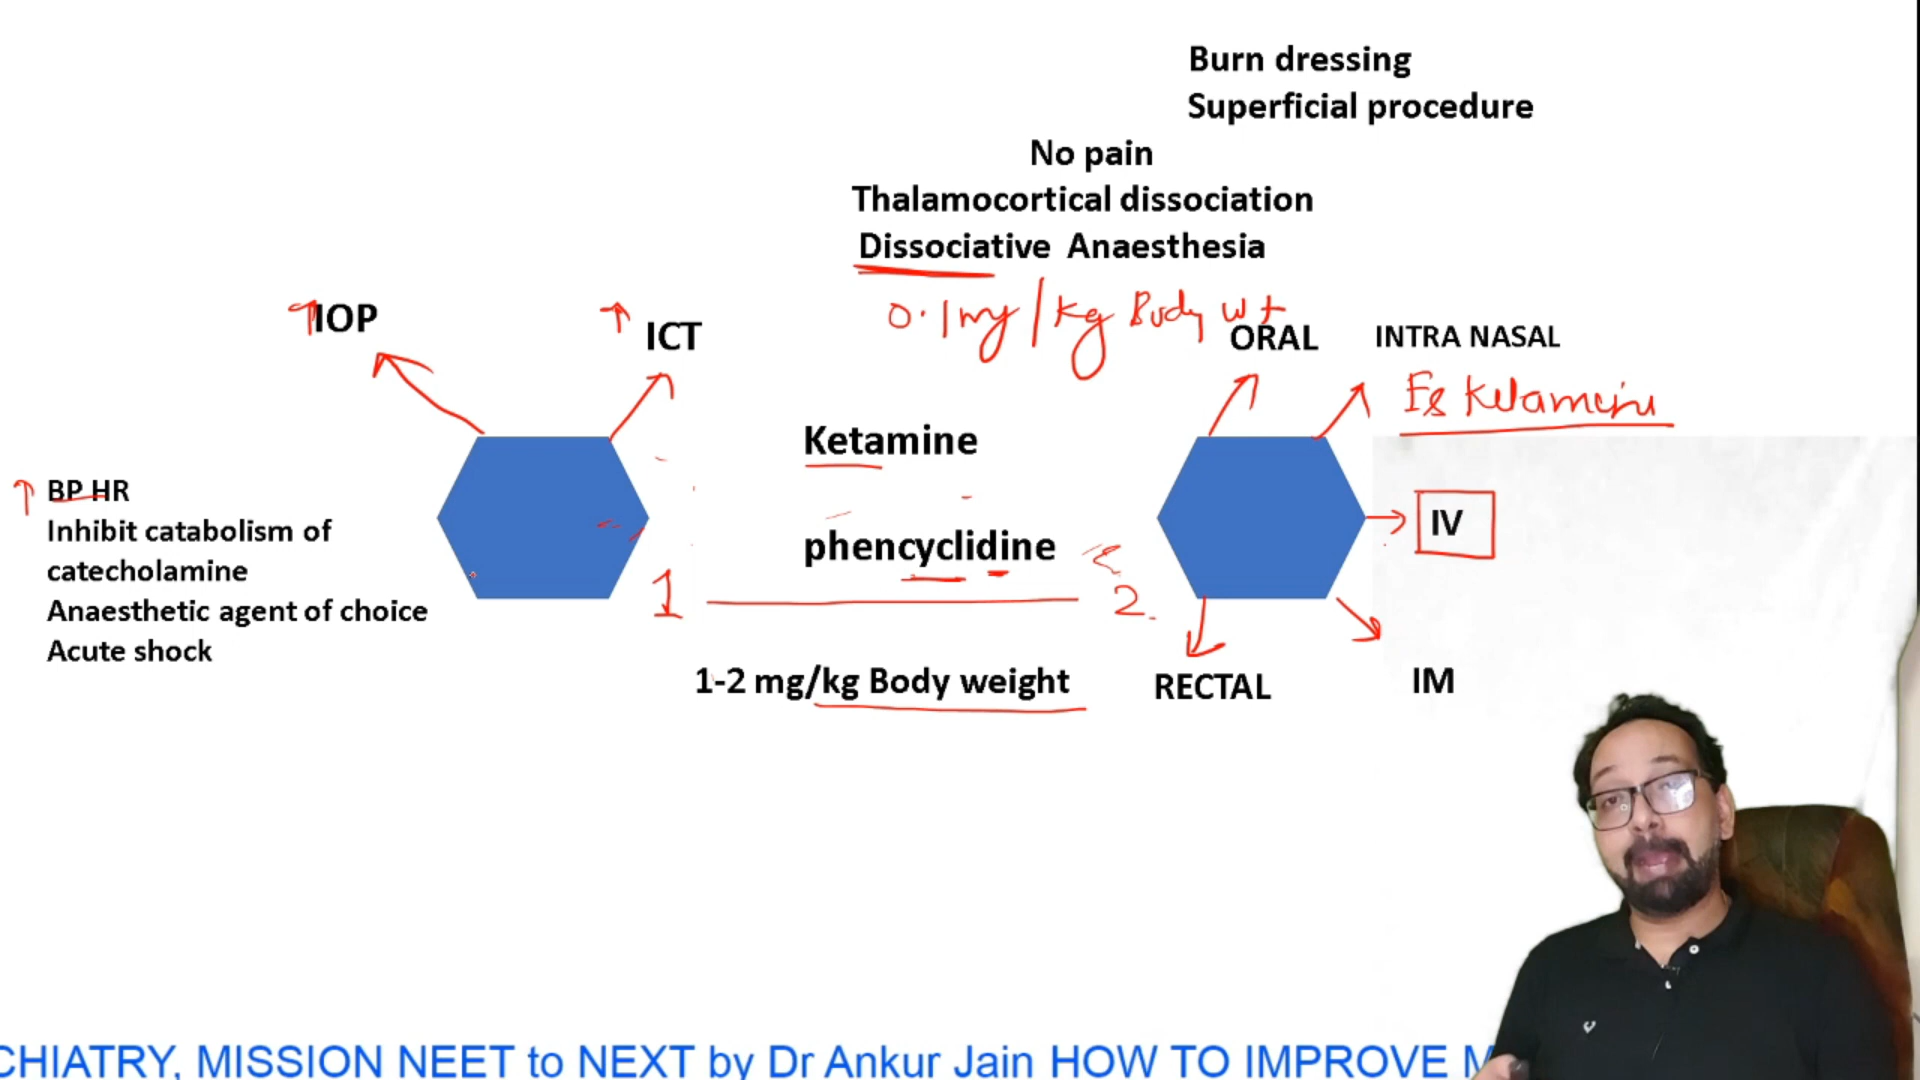 Burn dressing
Superficial procedure
No pain
Thalamocortical dissociation
Dissociative Anaesthesia
0.1mg/kg Body wt
↑IOP
↑ ICT
ORAL
INTRA NASAL
Es Ketamine
Ketamine
↑ BP HR
Inhibit catabolism of
catecholamine
Anaesthetic agent of choice
Acute shock
IV
phencyclidine
1
2.
1-2 mg/kg Body weight
RECTAL
IM
CHIATRY, MISSION NEET to NEXT by Dr Ankur Jain HOW TO IMPROVE M